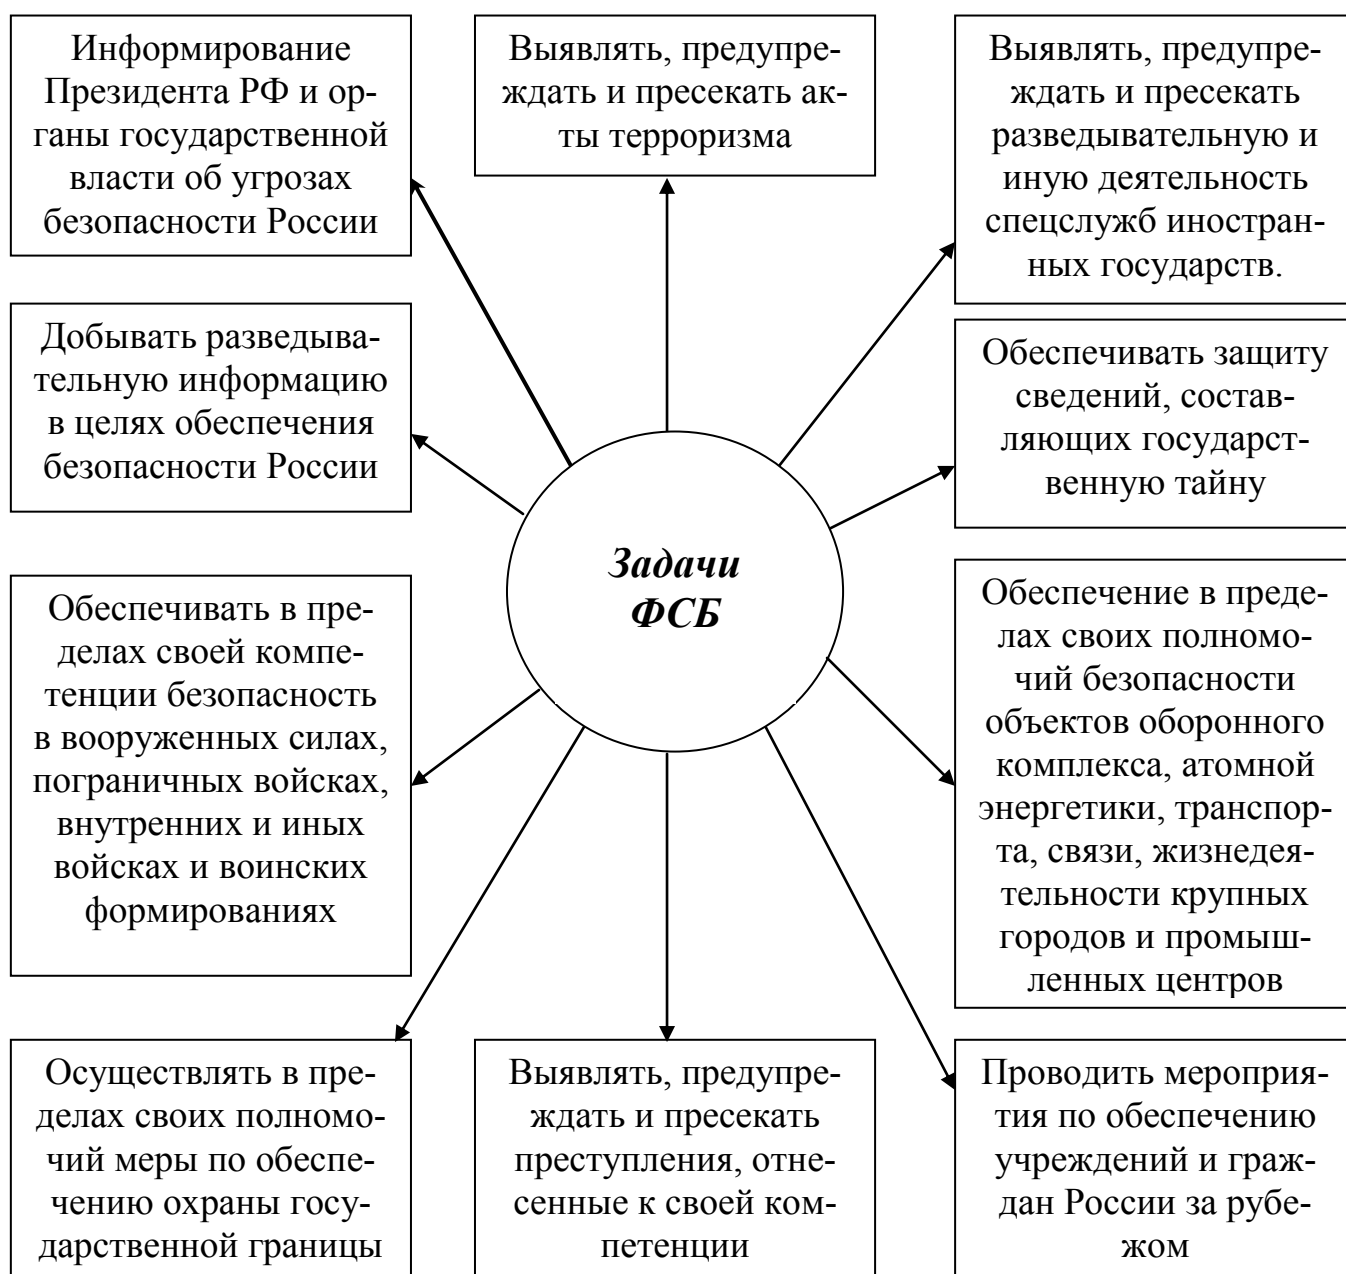 Информирование
Президента РФ и ор-
ганы государственной
власти об угрозах
безопасности России
Выявлять, предупре-
ждать и пресекать ак-
ты терроризма
Выявлять, предупре-
ждать и пресекать
разведывательную и
иную деятельность
спецслужб иностран-
ных государств.
Добывать разведыва-
тельную информацию
в целях обеспечения
безопасности России
Обеспечивать защиту
сведений, состав-
ляющих государст-
венную тайну
Задачи
ФСБ
Обеспечивать в пре-
делах своей компе-
тенции безопасность
в вооруженных силах,
пограничных войсках,
внутренних и иных
войсках и воинских
формированиях
Обеспечение в преде-
лах своих полномо-
чий безопасности
объектов оборонного
комплекса, атомной
энергетики, транспор-
та, связи, жизнедея-
тельности крупных
городов и промыш-
ленных центров
Осуществлять в пре-
делах своих полномо-
чий меры по обеспе-
чению охраны госу-
дарственной границы
Выявлять, предупре-
ждать и пресекать
преступления, отне-
сенные к своей ком-
петенции
Проводить мероприя-
тия по обеспечению
учреждений и граж-
дан России за рубе-
жом